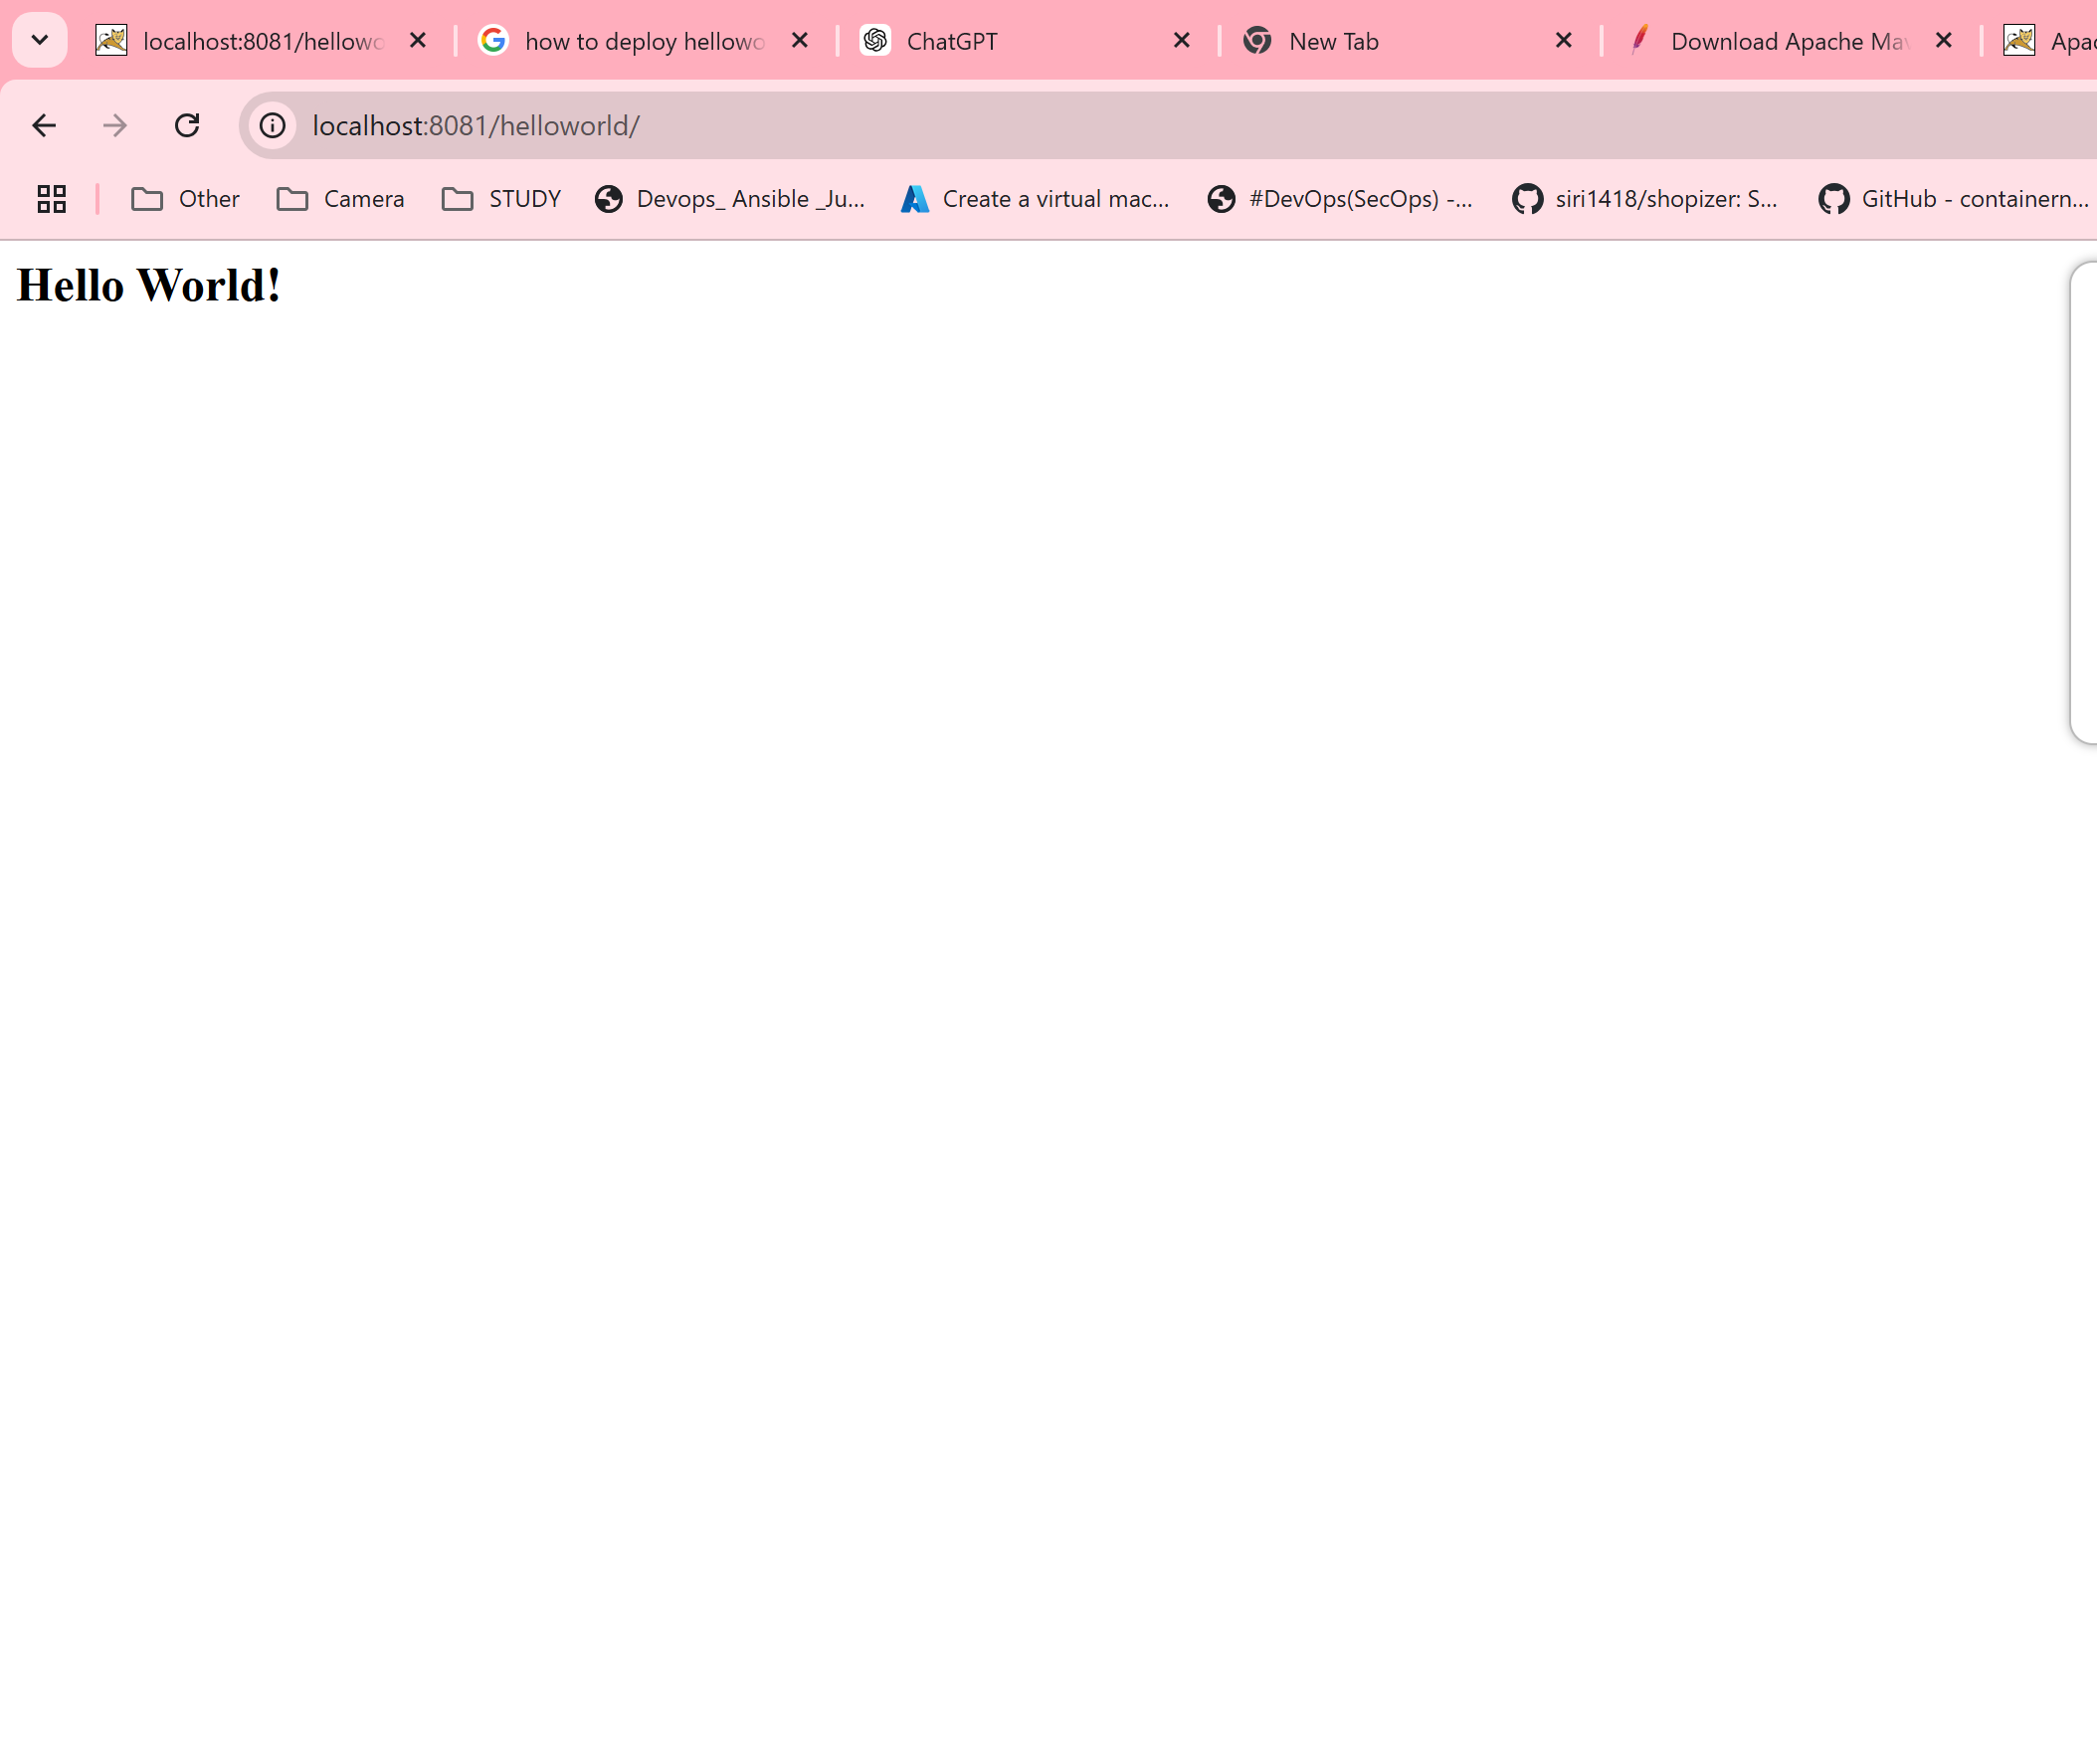 localhost:8081/hellowo
how to deploy hellowo
ChatGPT
New Tab
Download Apache Mav
Apac
localhost:8081/helloworld/
Other
Camera
STUDY
Devops_ Ansible _Ju...
Create a virtual mac...
#DevOps(SecOps) -...
siri1418/shopizer: S...
GitHub - containern...
Hello World!